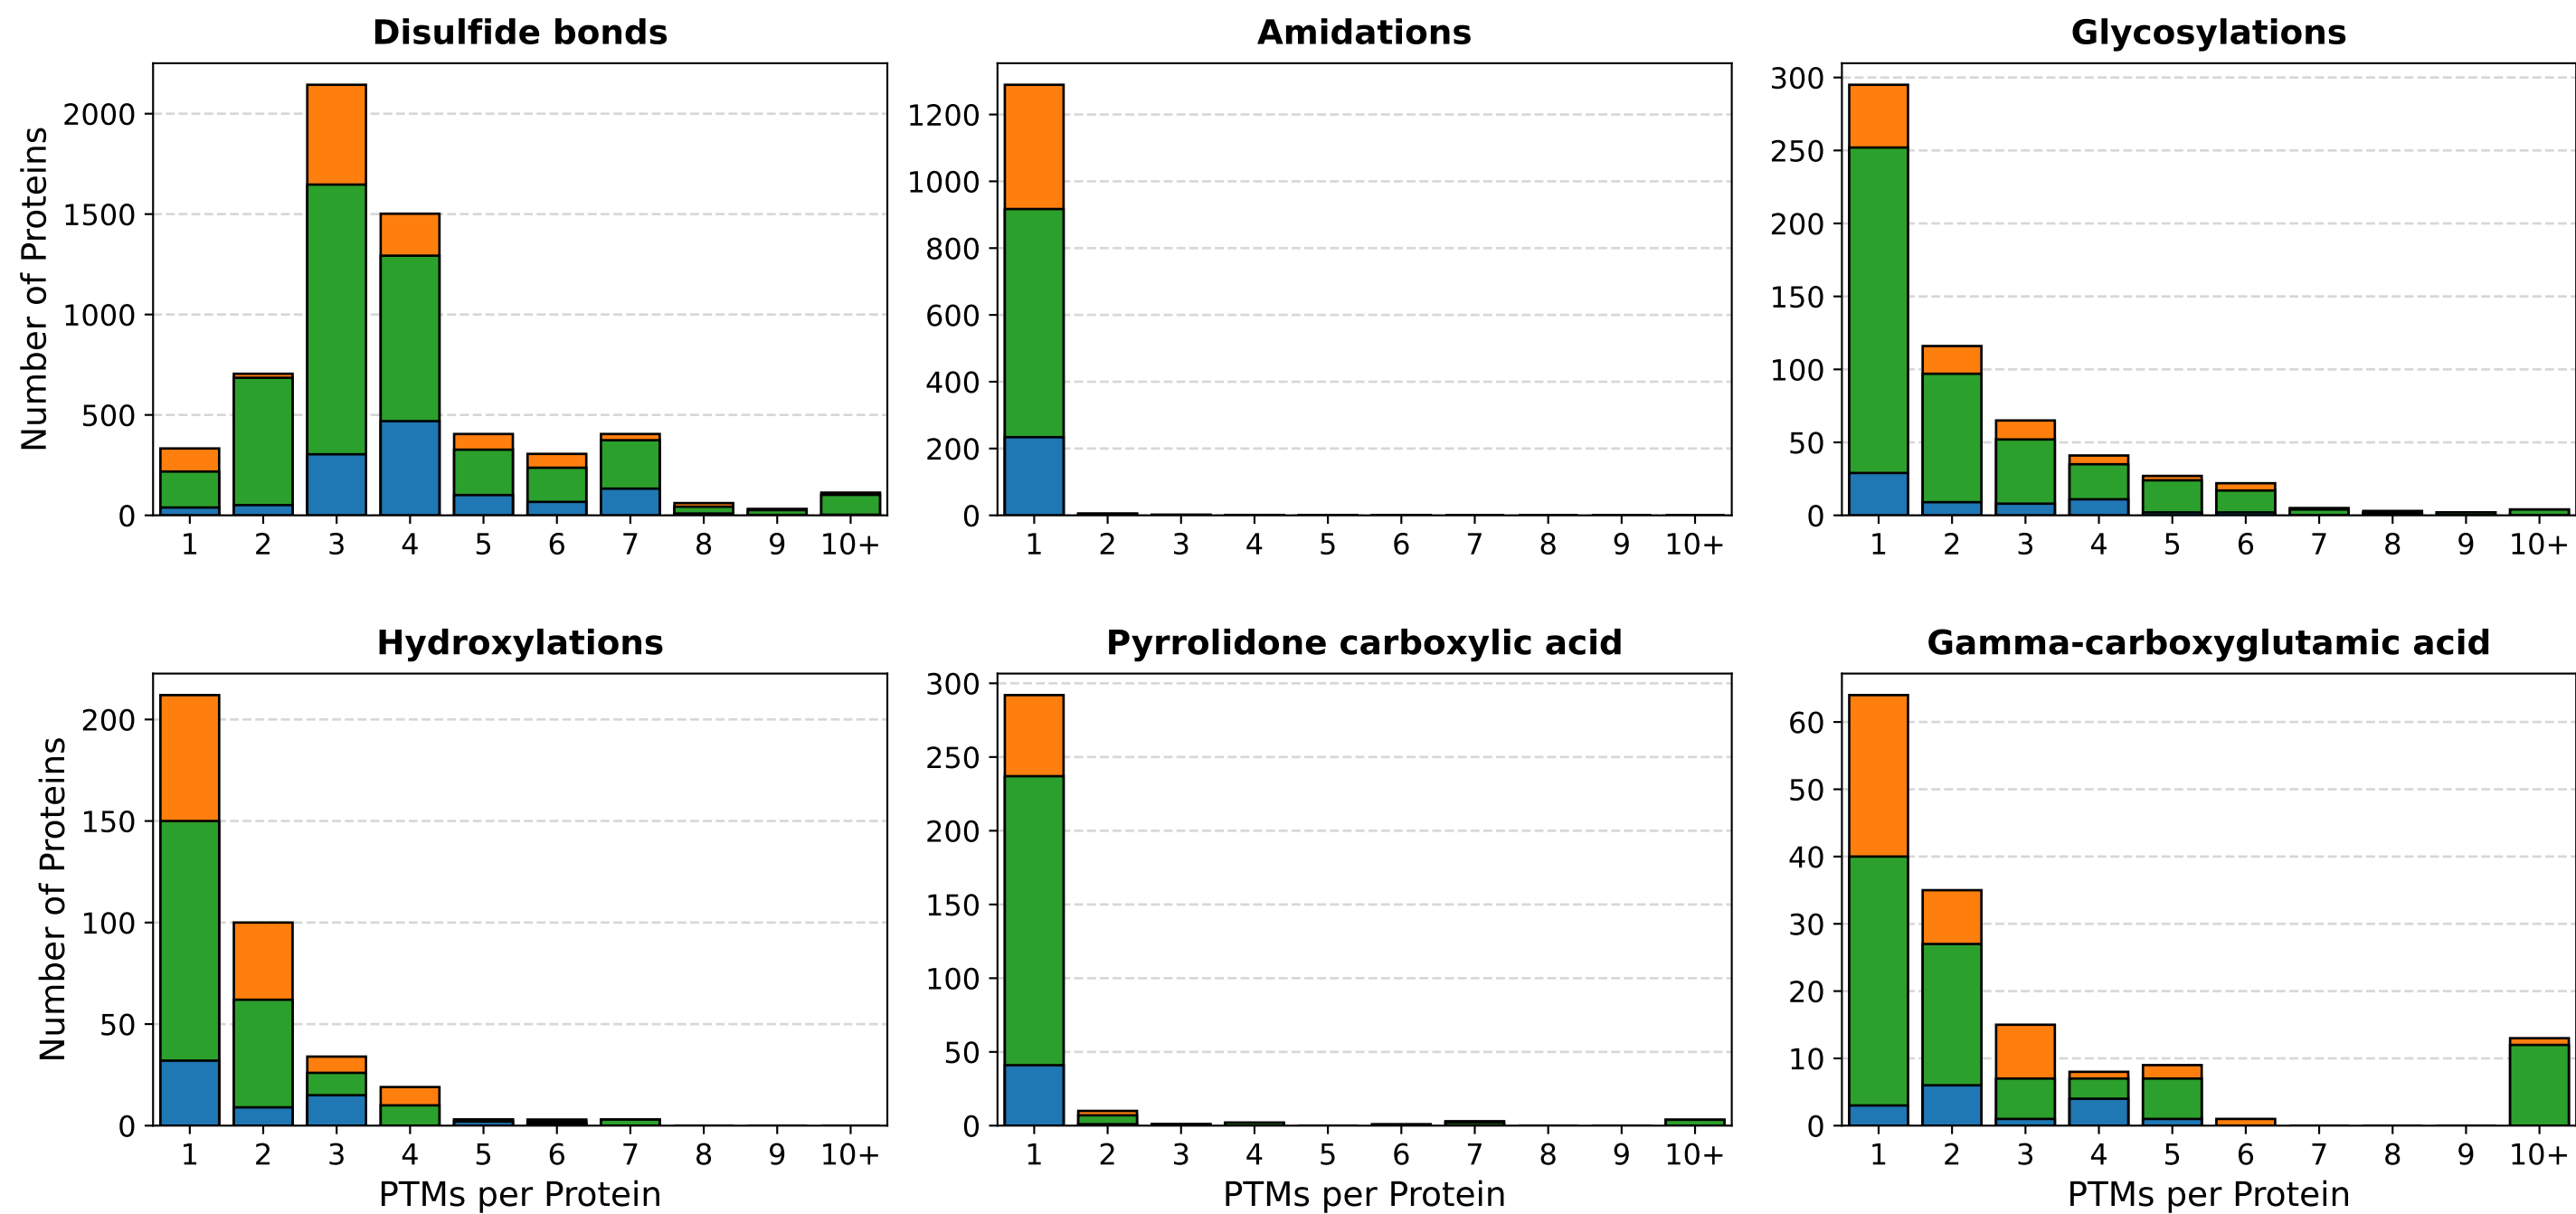 Disulfide bonds
Amidations
Glycosylations
Number of Proteins
2000
1500
1000
500
0
1 2 3 4 5 6 7 8 9 10+
1200
1000
800
600
400
200
0
1 2 3 4 5 6 7 8 9 10+
300
250
200
150
100
50
0
1 2 3 4 5 6 7 8 9 10+
Hydroxylations
Pyrrolidone carboxylic acid
Gamma-carboxyglutamic acid
Number of Proteins
200
150
100
50
0
1 2 3 4 5 6 7 8 9 10+
PTMs per Protein
300
250
200
150
100
50
0
1 2 3 4 5 6 7 8 9 10+
PTMs per Protein
60
50
40
30
20
10
0
1 2 3 4 5 6 7 8 9 10+
PTMs per Protein